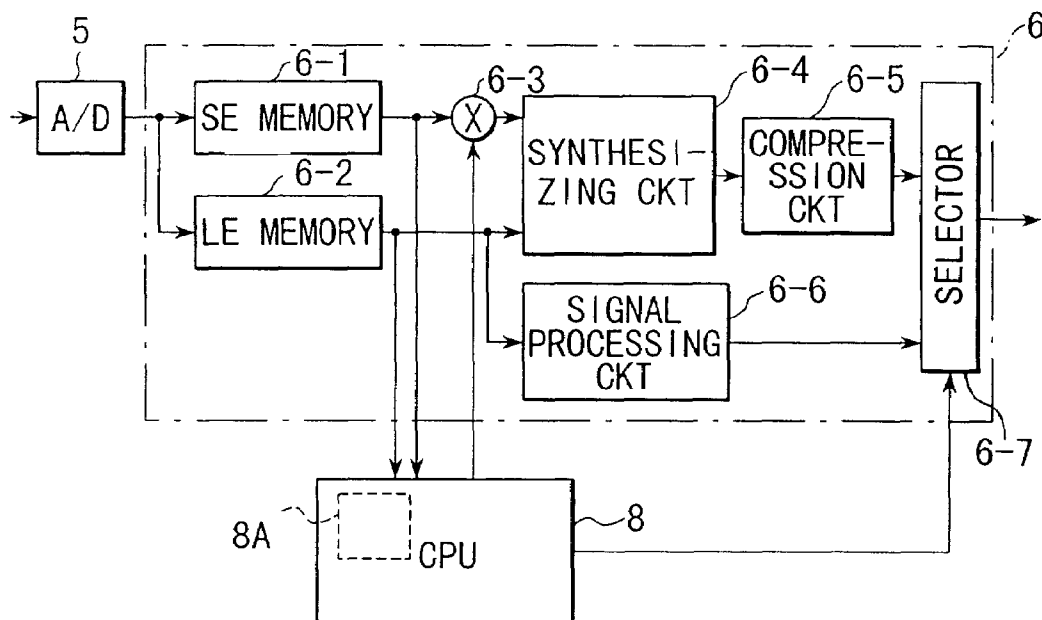 5
6
6-1
6-3
6-4
6-5
A/D
SE MEMORY
X
SYNTHESI-
ZING CKT
COMPRE-
SSION
CKT
SELECTOR
6-2
LE MEMORY
6-6
SIGNAL
PROCESSING
CKT
6-7
8A
CPU
8